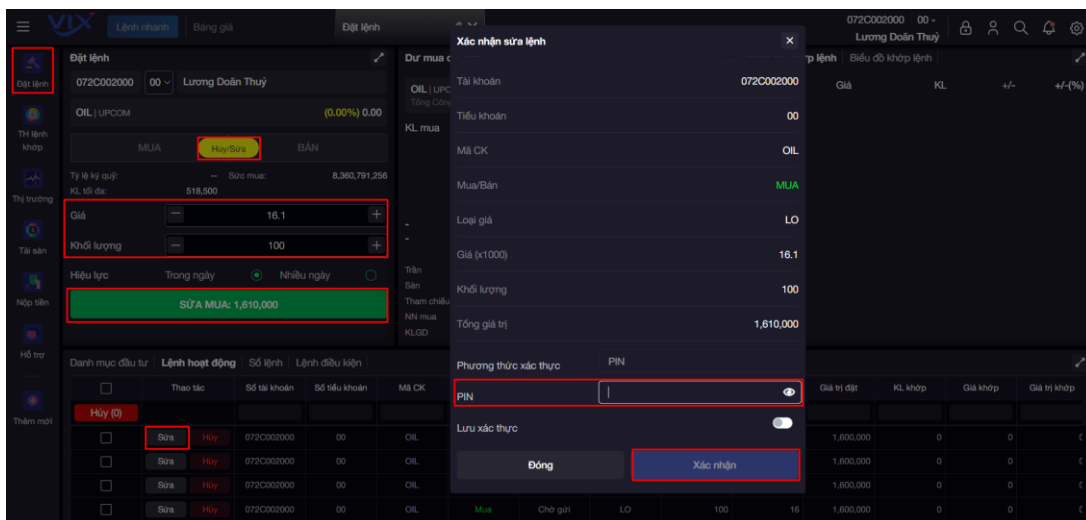 VIX Lệnh nhanh Bảng giá Đặt lệnh 072C002000 00
Lương Doãn Thuỳ
Đặt lệnh
TH lệnh khớp
Thị trường
Tài sản
Nộp tiền
Hỗ trợ
Thêm mới
Đặt lệnh
072C002000 00 Lương Doãn Thuỳ
OIL | UPCOM (0.00%) 0.00
MUA Hủy/Sửa BÁN
Tỷ lệ ký quỹ: -- Sức mua: 8,360,791,256
KL tối đa: 518,500
Giá 16.1
Khối lượng 100
Hiệu lực Trong ngày Nhiều ngày
SỬA MUA: 1,610,000
Dư mua
OIL | UPC
Tổng Côn
KL mua
-
-
Trần
Sàn
Tham chiếu
NN mua
KLGD
lệnh Biểu đồ khớp lệnh
Giá KL +/- +/-(%)
Xác nhận sửa lệnh
Tài khoản 072C002000
Tiểu khoản 00
Mã CK OIL
Mua/Bán MUA
Loại giá LO
Giá (x1000) 16.1
Khối lượng 100
Tổng giá trị 1,610,000
Phương thức xác thực PIN
PIN
Lưu xác thực
Đóng Xác nhận
Danh mục đầu tư Lệnh hoạt động Sổ lệnh Lệnh điều kiện
Thao tác Số tài khoản Số tiểu khoản Mã CK Giá trị đặt KL khớp Giá khớp Giá trị khớp
Hủy (0)
Sửa Hủy 072C002000 00 OIL 1,600,000 0 0
Sửa Hủy 072C002000 00 OIL 1,600,000 0 0
Sửa Hủy 072C002000 00 OIL 1,600,000 0 0
Sửa Hủy 072C002000 00 OIL Mua Chờ gửi LO 100 16 1,600,000 0 0